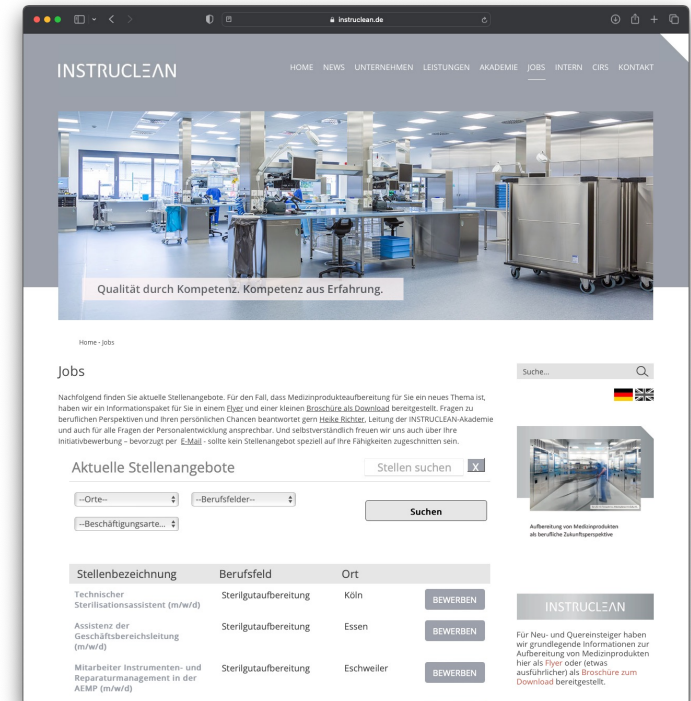 instruclean.de
INSTRUCLEAN
HOME NEWS UNTERNEHMEN LEISTUNGEN AKADEMIE JOBS INTERN CIRS KONTAKT
Qualität durch Kompetenz. Kompetenz aus Erfahrung.
Home › Jobs
Jobs
Nachfolgend finden Sie aktuelle Stellenangebote. Für den Fall, dass Medizinprodukteaufbereitung für Sie ein neues Thema ist,
haben wir ein Informationspaket für Sie in einem Flyer und einer kleinen Broschüre als Download bereitgestellt. Fragen zu
beruflichen Perspektiven und Ihren persönlichen Chancen beantwortet gern Heike Richter, Leitung der INSTRUCLEAN-Akademie
und auch für alle Fragen der Personalentwicklung ansprechbar. Und selbstverständlich freuen wir uns auch über Ihre
Initiativbewerbung – bevorzugt per E-Mail - sollte kein Stellenangebot speziell auf Ihre Fähigkeiten zugeschnitten sein.
Aktuelle Stellenangebote
Stellen suchen X
--Orte--
--Berufsfelder--
--Beschäftigungsarte...
Suchen
Stellenbezeichnung Berufsfeld Ort
Technischer
Sterilisationsassistent (m/w/d)
Sterilgutaufbereitung
Köln
BEWERBEN
Assistenz der
Geschäftsbereichsleitung
(m/w/d)
Sterilgutaufbereitung
Essen
BEWERBEN
Mitarbeiter Instrumenten- und
Reparaturmanagement in der
AEMP (m/w/d)
Sterilgutaufbereitung
Eschweiler
BEWERBEN
Suche...
Aufbereitung von Medizinprodukten
als berufliche Zukunftsperspektive
INSTRUCLEAN
Für Neu- und Quereinsteiger haben
wir grundlegende Informationen zur
Aufbereitung von Medizinprodukten
hier als Flyer oder (etwas
ausführlicher) als Broschüre zum
Download bereitgestellt.